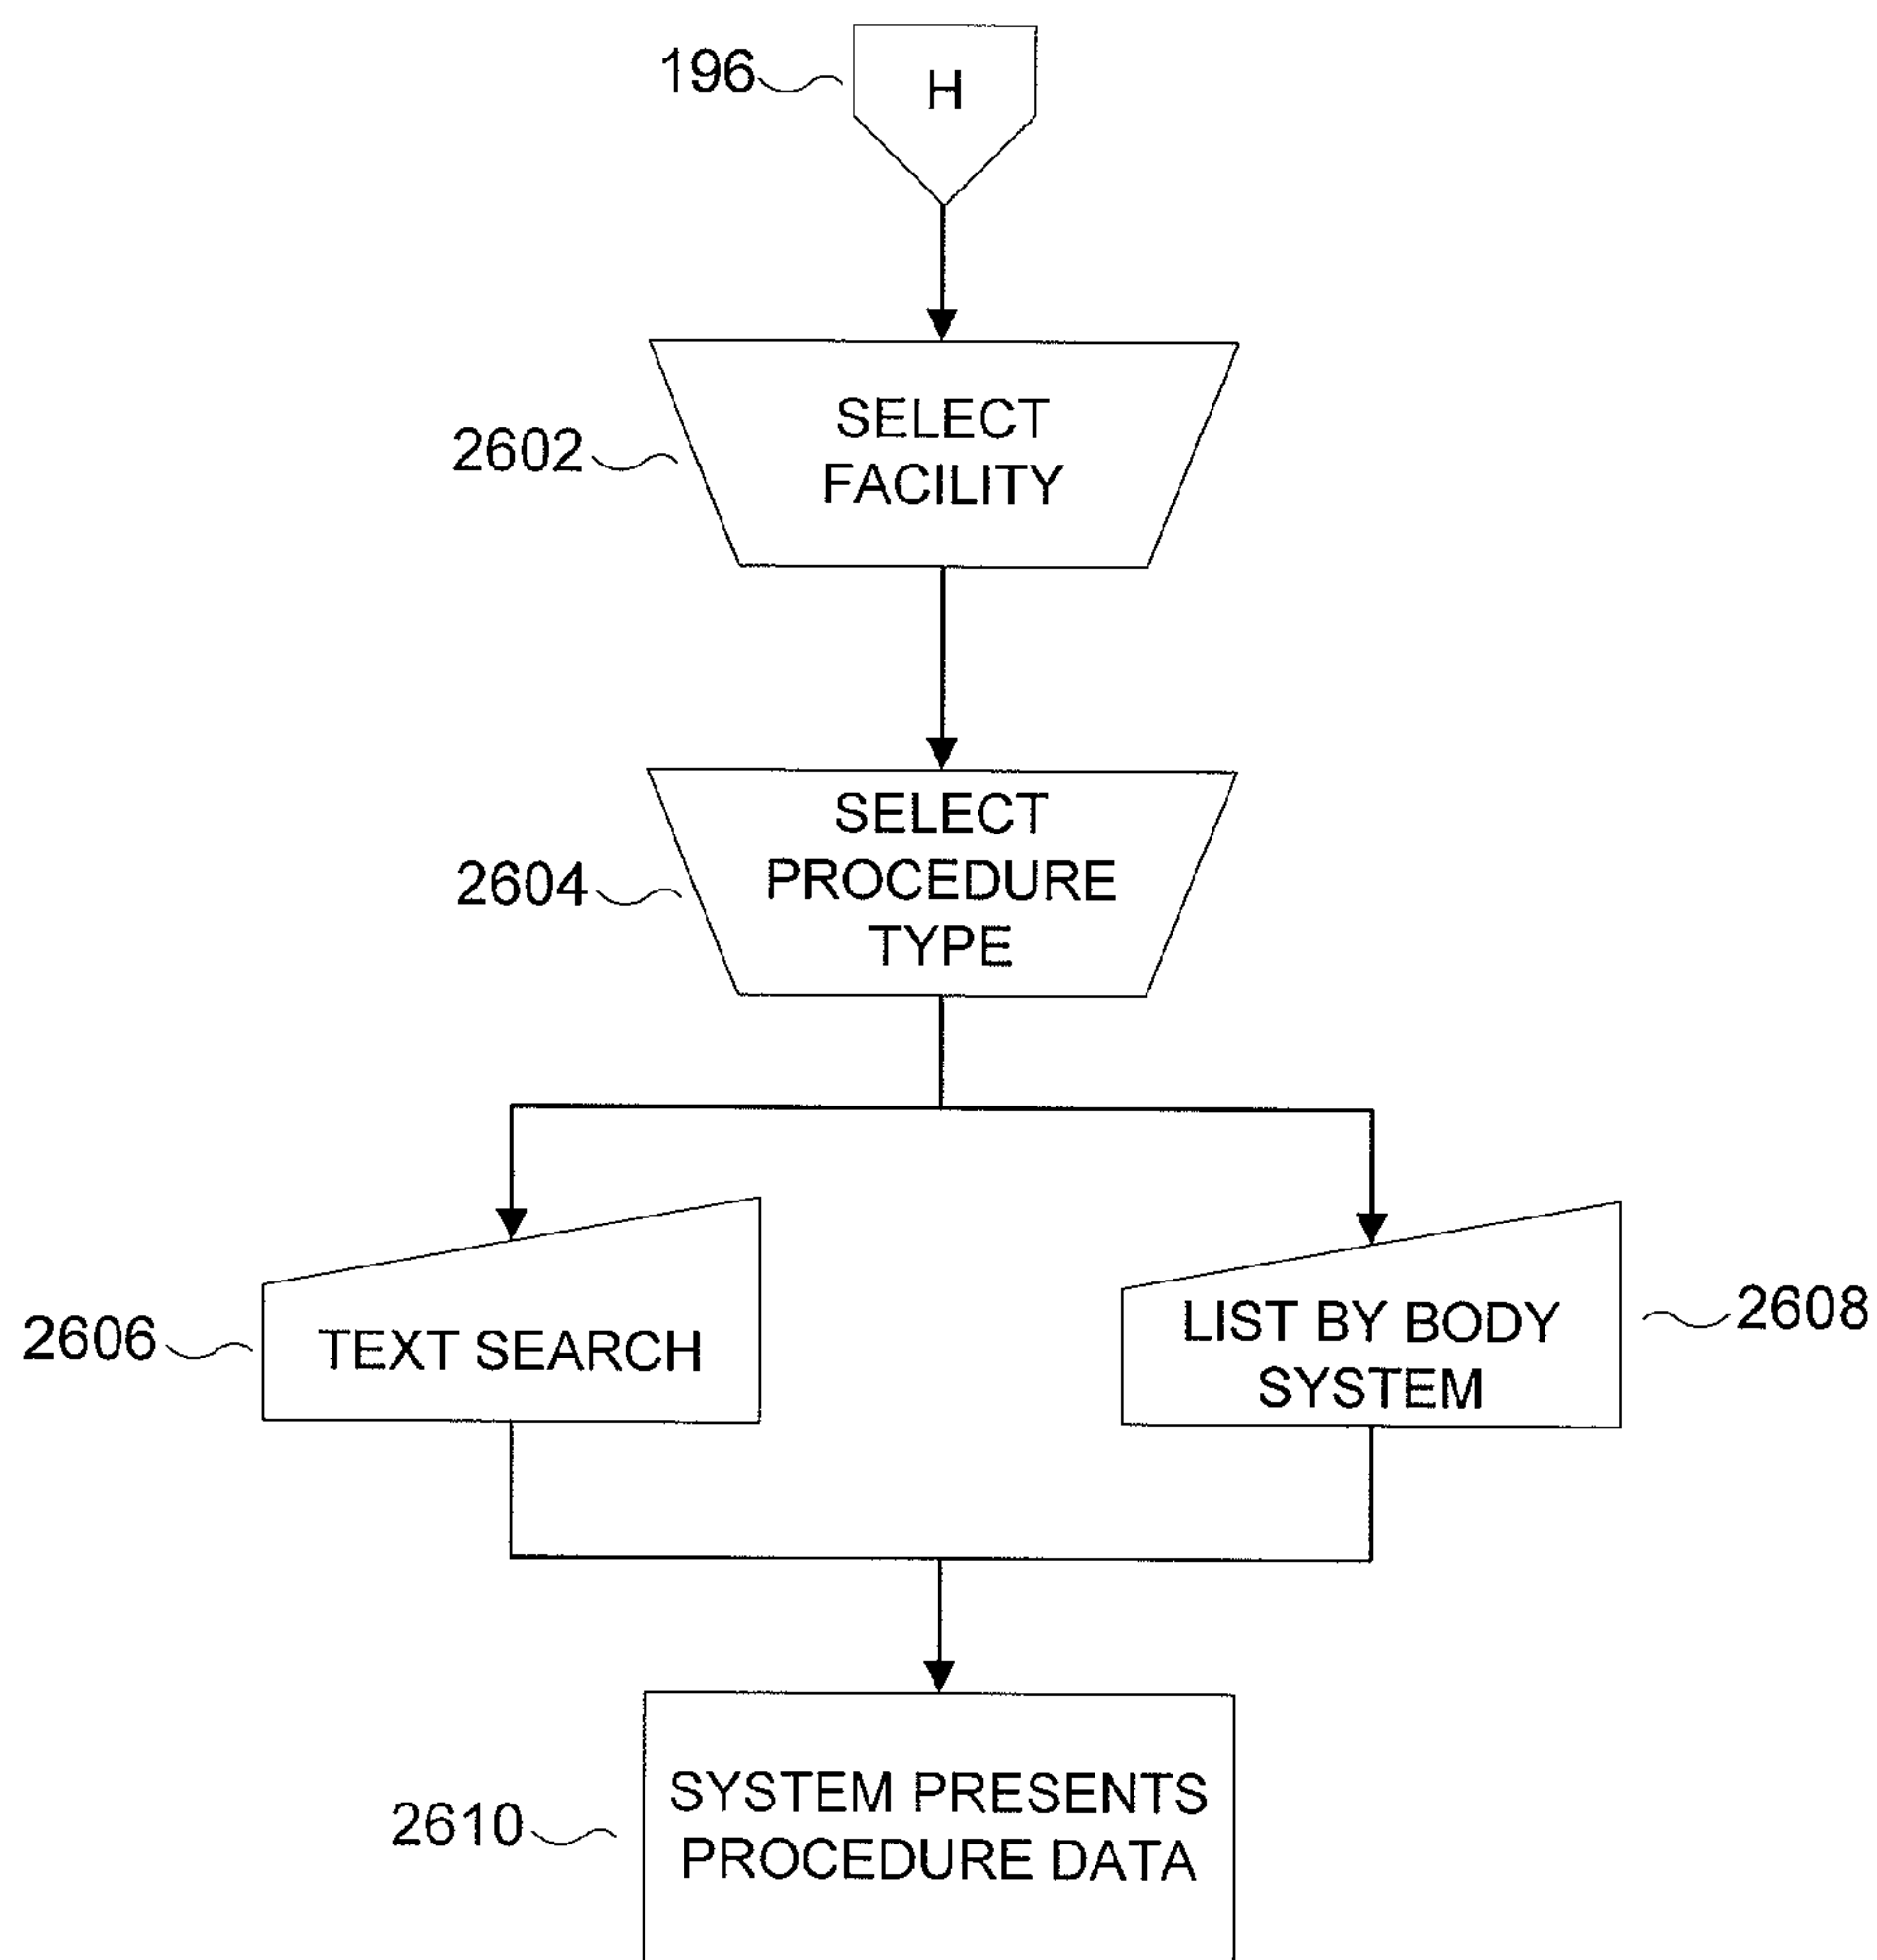 196
H
2602
SELECT
FACILITY
2604
SELECT
PROCEDURE
TYPE
2606
TEXT SEARCH
LIST BY BODY
SYSTEM
2608
2610
SYSTEM PRESENTS
PROCEDURE DATA